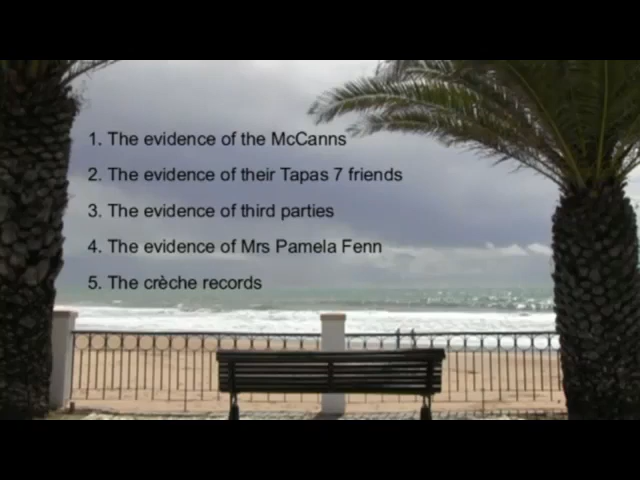 1. The evidence of the McCanns
2. The evidence of their Tapas 7 friends
3. The evidence of third parties
4. The evidence of Mrs Pamela Fenn
5. The crèche records